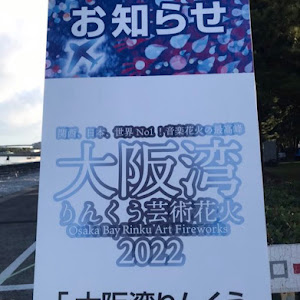 お知らせ
関西、日本、世界No1！音楽花火の最高峰
大阪湾
りんくう芸術花火
Osaka Bay Rinku Art Fireworks
2022
「大阪湾りんくう